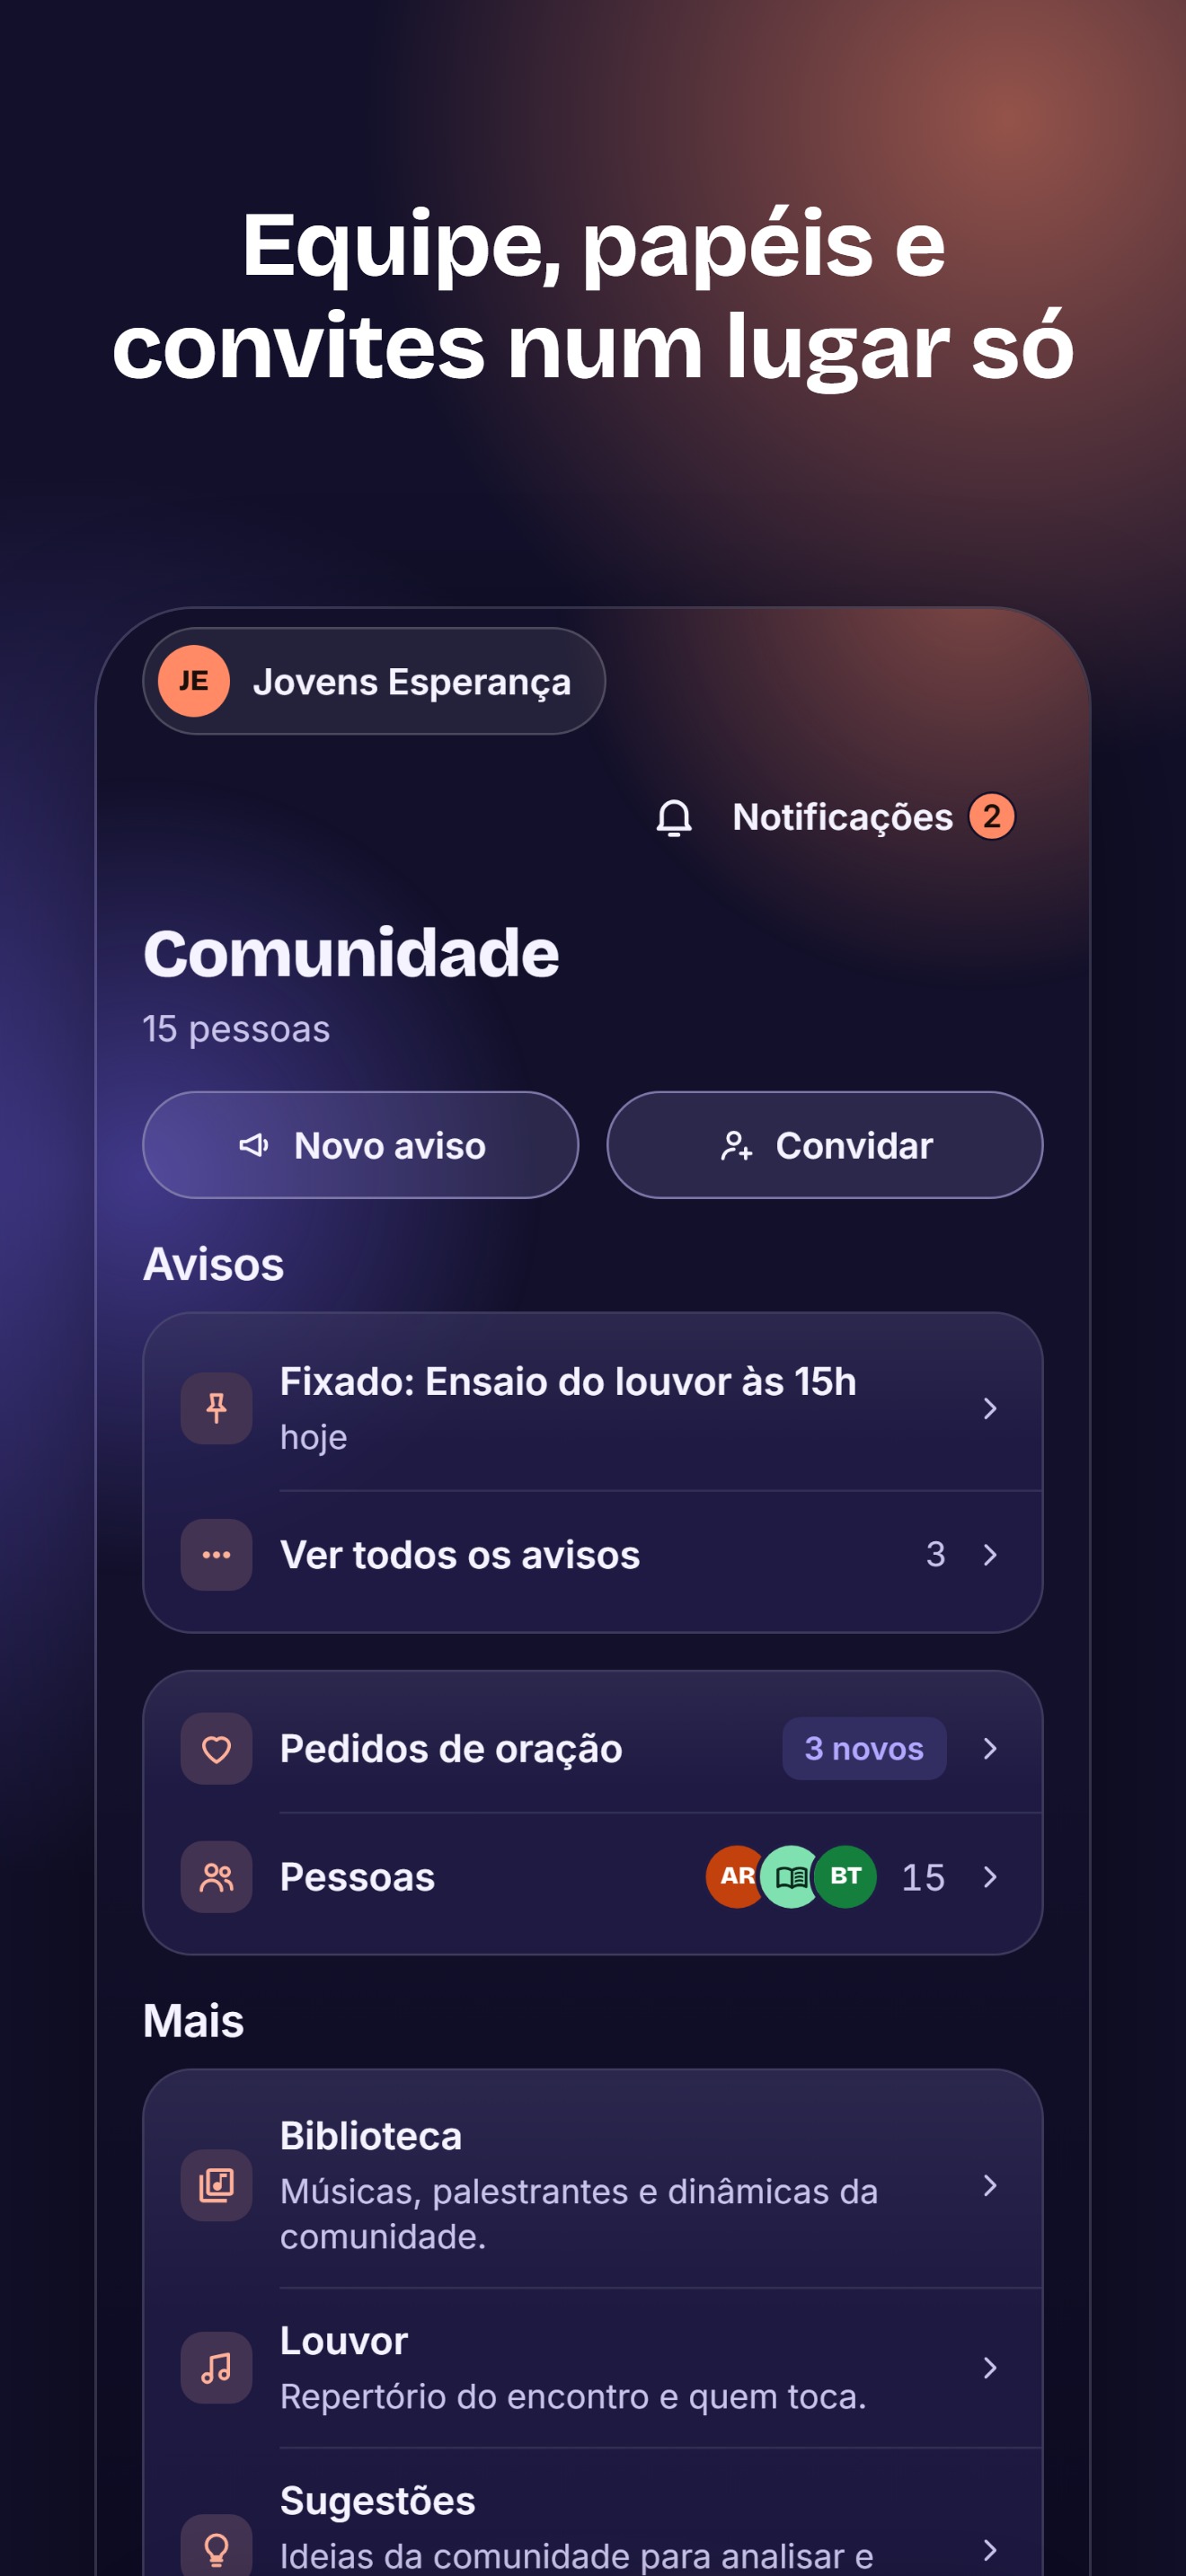 Equipe, papéis e
convites num lugar só
JE
Jovens Esperança
Notificações 2
Comunidade
15 pessoas
Novo aviso
Convidar
Avisos
Fixado: Ensaio do louvor às 15h
hoje
Ver todos os avisos 3
Pedidos de oração 3 novos
Pessoas AR BT 15
Mais
Biblioteca
Músicas, palestrantes e dinâmicas da
comunidade.
Louvor
Repertório do encontro e quem toca.
Sugestões
Ideias da comunidade para analisar e